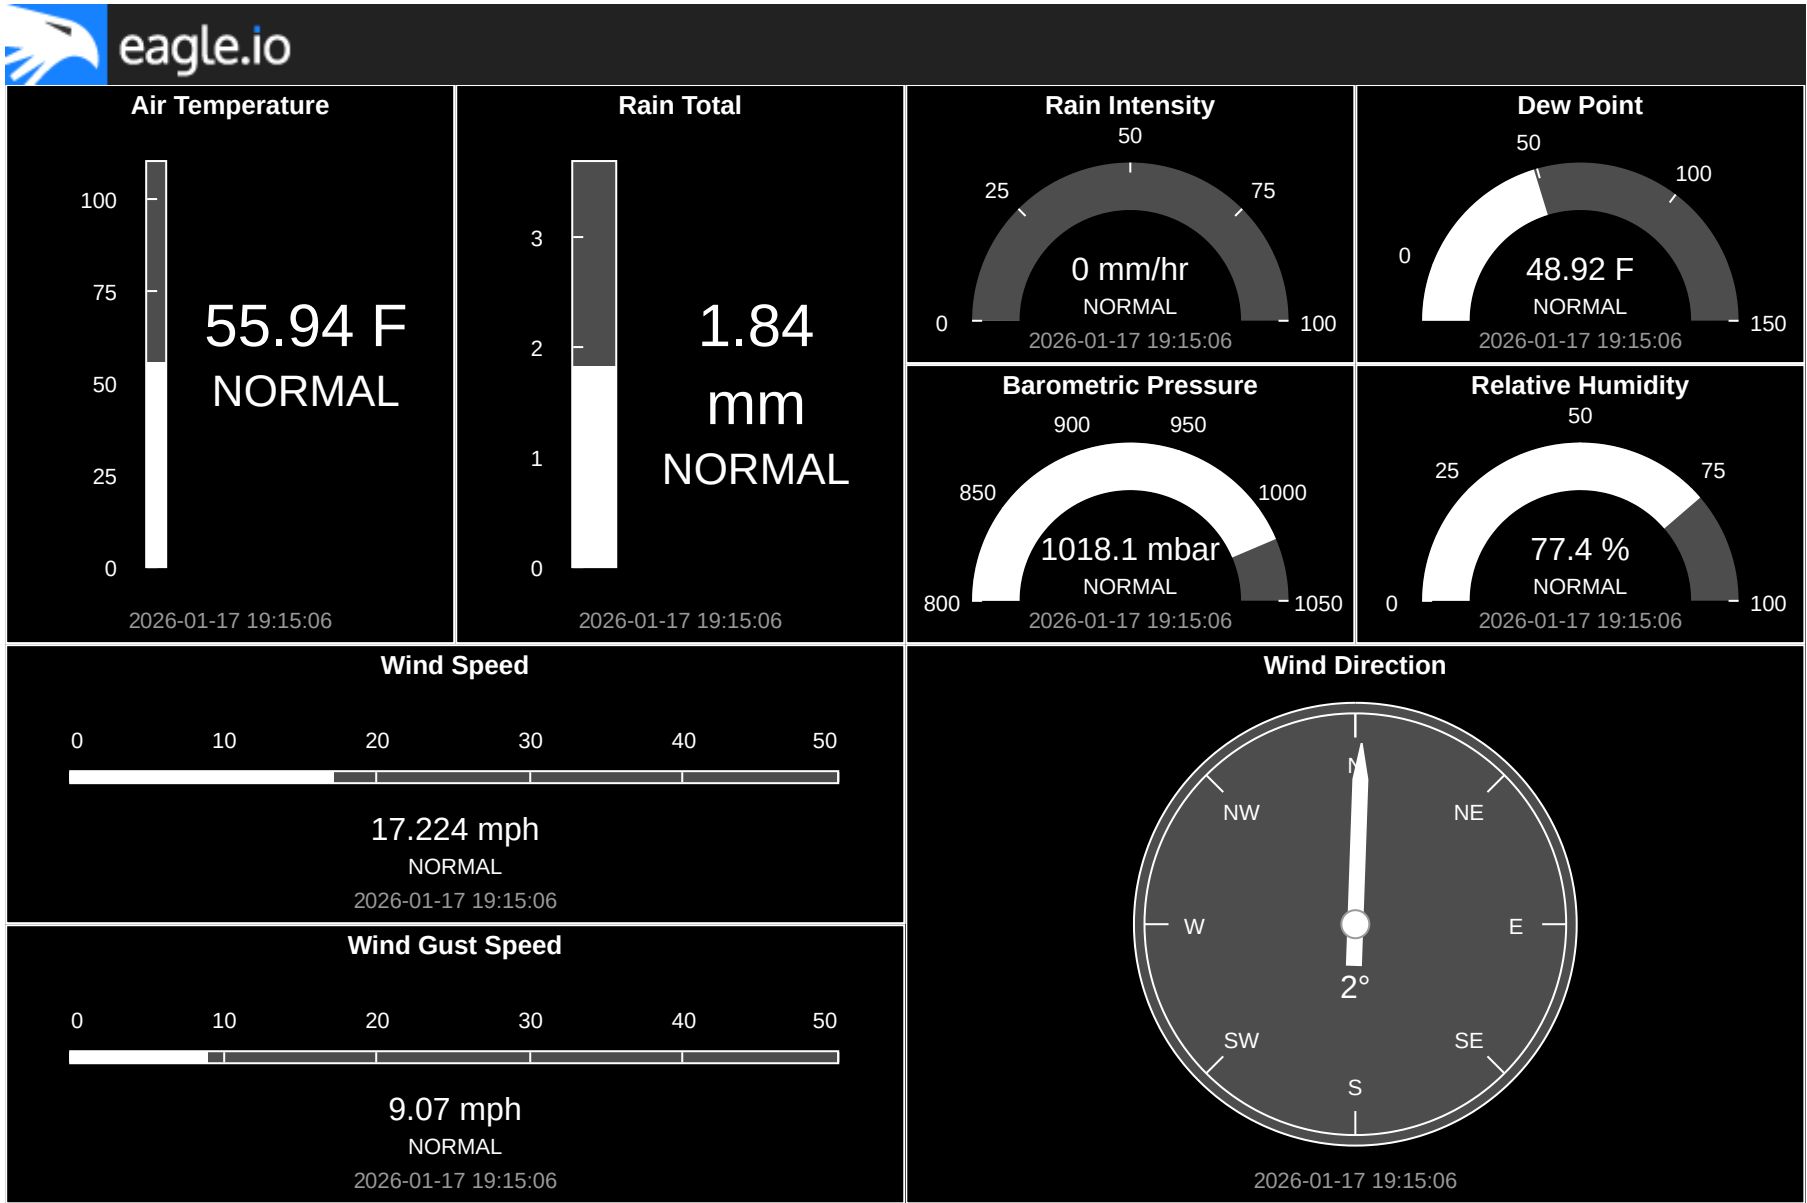 eagle.io
Air Temperature
100
75
50
25
0
55.94 F
NORMAL
2026-01-17 19:15:06
Rain Total
3
2
1
0
1.84
mm
NORMAL
2026-01-17 19:15:06
Rain Intensity
50
25
75
0
100
0 mm/hr
NORMAL
2026-01-17 19:15:06
Dew Point
50
100
0
150
48.92 F
NORMAL
2026-01-17 19:15:06
Barometric Pressure
900
950
850
1000
800
1050
1018.1 mbar
NORMAL
2026-01-17 19:15:06
Relative Humidity
50
25
75
0
100
77.4 %
NORMAL
2026-01-17 19:15:06
Wind Speed
0 10 20 30 40 50
17.224 mph
NORMAL
2026-01-17 19:15:06
Wind Gust Speed
0 10 20 30 40 50
9.07 mph
NORMAL
2026-01-17 19:15:06
Wind Direction
N
NW NE
W E
2°
SW SE
S
2026-01-17 19:15:06